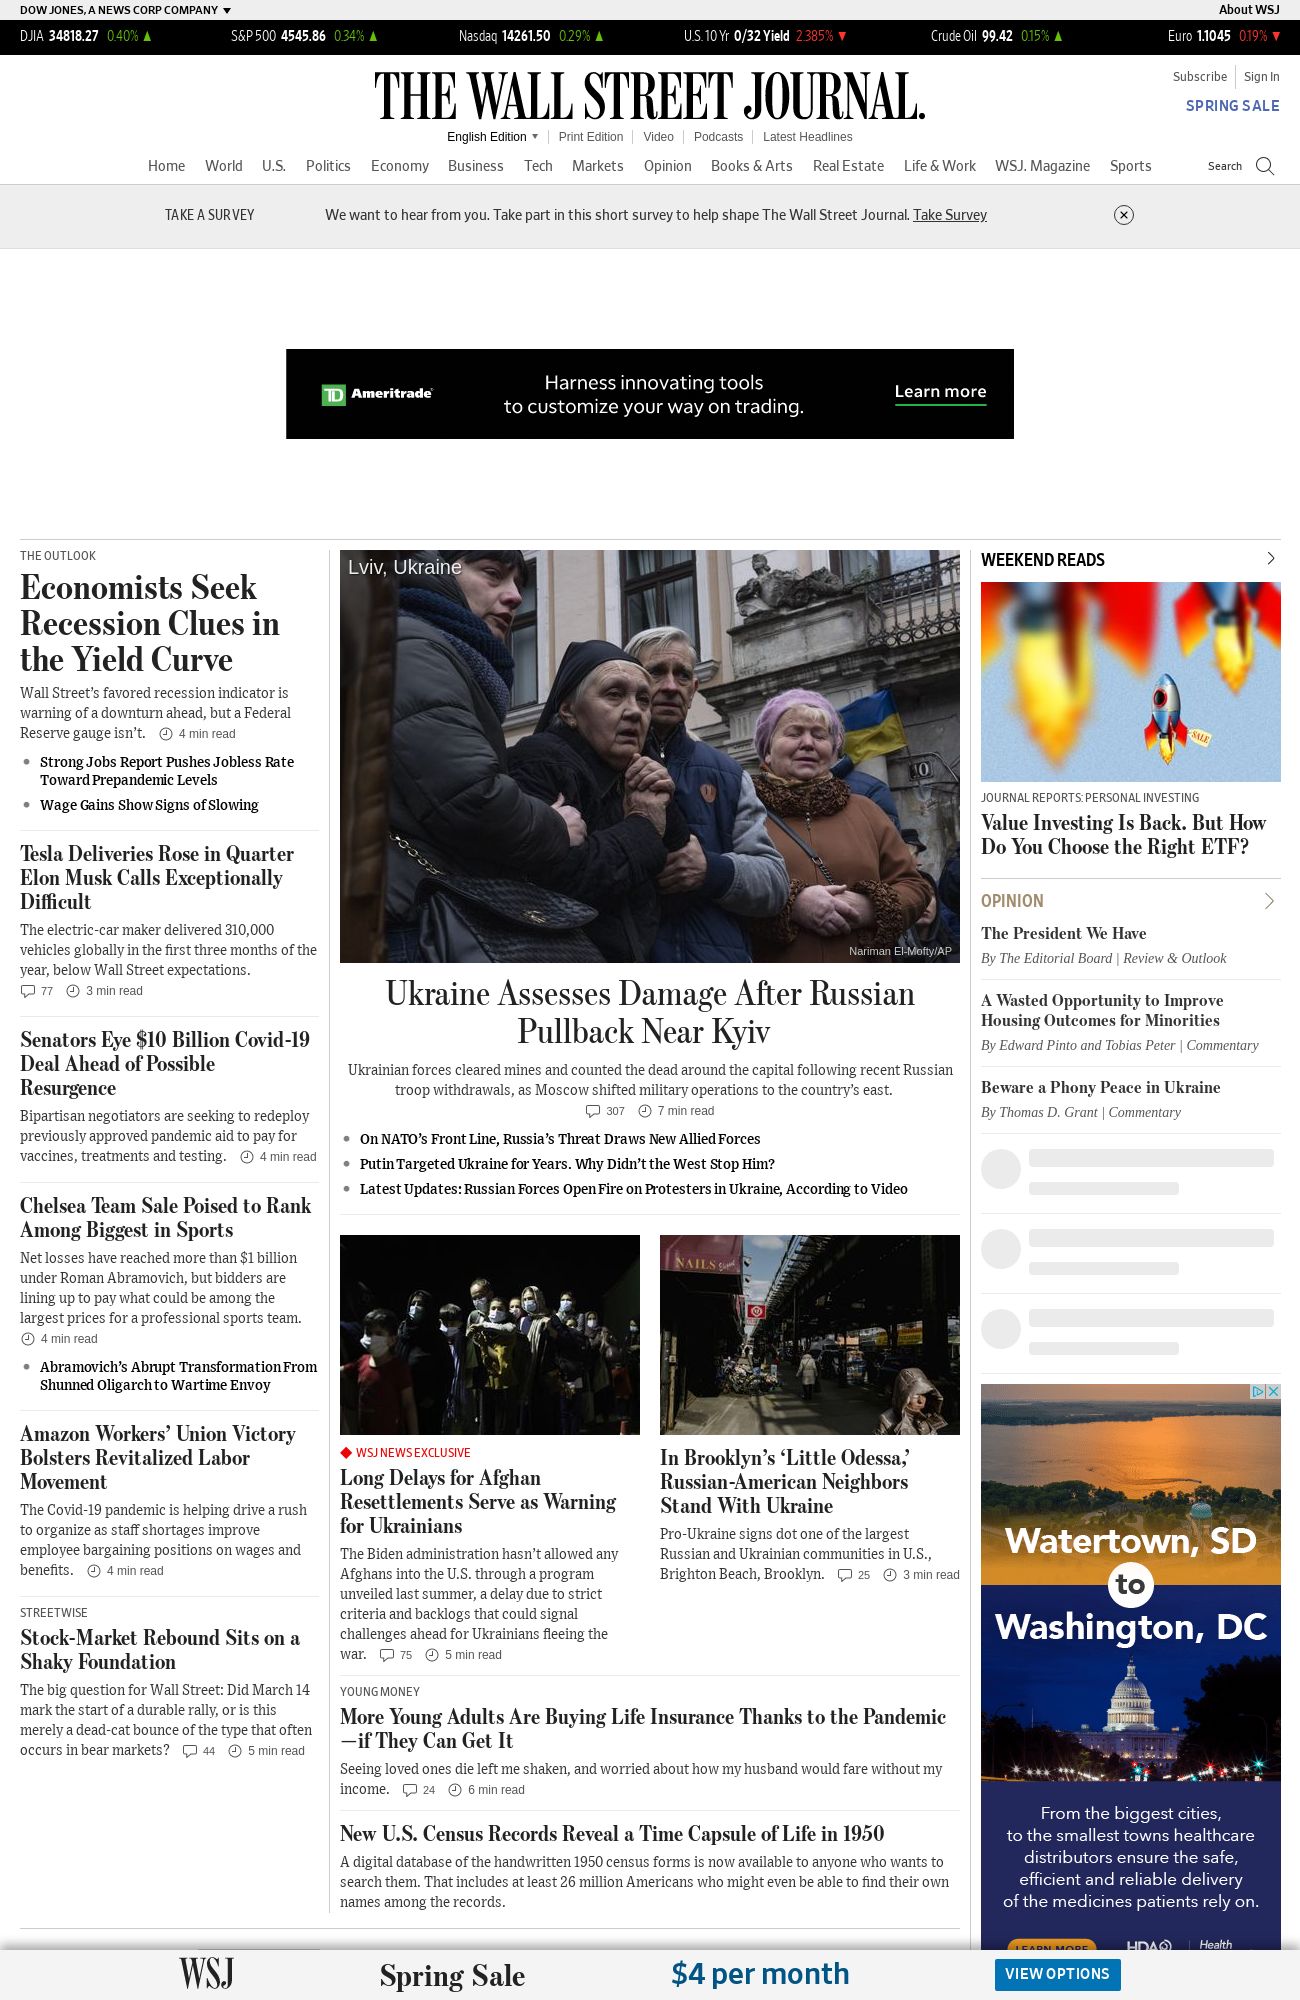 DOW JONES, A NEWS CORP COMPANY
About WSJ
DJIA 34818.27 0.40%
S&P 500 4545.86 0.34%
Nasdaq 14261.50 0.29%
U.S. 10 Yr 0/32 Yield 2.385%
Crude Oil 99.42 0.15%
Euro 1.1045 0.19%
THE WALL STREET JOURNAL.
Subscribe
Sign In
SPRING SALE
English Edition
Print Edition
Video
Podcasts
Latest Headlines
Home World U.S. Politics Economy Business Tech Markets Opinion Books & Arts Real Estate Life & Work WSJ. Magazine Sports
Search
TAKE A SURVEY
We want to hear from you. Take part in this short survey to help shape The Wall Street Journal. Take Survey
TD Ameritrade
Harness innovating tools
to customize your way on trading.
Learn more
THE OUTLOOK
Economists Seek
Recession Clues in
the Yield Curve
Wall Street’s favored recession indicator is
warning of a downturn ahead, but a Federal
Reserve gauge isn’t. 4 min read
Strong Jobs Report Pushes Jobless Rate
Toward Prepandemic Levels
Wage Gains Show Signs of Slowing
Tesla Deliveries Rose in Quarter
Elon Musk Calls Exceptionally
Difficult
The electric-car maker delivered 310,000
vehicles globally in the first three months of the
year, below Wall Street expectations.
77 3 min read
Senators Eye $10 Billion Covid-19
Deal Ahead of Possible
Resurgence
Bipartisan negotiators are seeking to redeploy
previously approved pandemic aid to pay for
vaccines, treatments and testing. 4 min read
Chelsea Team Sale Poised to Rank
Among Biggest in Sports
Net losses have reached more than $1 billion
under Roman Abramovich, but bidders are
lining up to pay what could be among the
largest prices for a professional sports team.
4 min read
Abramovich’s Abrupt Transformation From
Shunned Oligarch to Wartime Envoy
Amazon Workers’ Union Victory
Bolsters Revitalized Labor
Movement
The Covid-19 pandemic is helping drive a rush
to organize as staff shortages improve
employee bargaining positions on wages and
benefits. 4 min read
STREETWISE
Stock-Market Rebound Sits on a
Shaky Foundation
The big question for Wall Street: Did March 14
mark the start of a durable rally, or is this
merely a dead-cat bounce of the type that often
occurs in bear markets? 44 5 min read
Lviv, Ukraine
Nariman El-Mofty/AP
Ukraine Assesses Damage After Russian
Pullback Near Kyiv
Ukrainian forces cleared mines and counted the dead around the capital following recent Russian
troop withdrawals, as Moscow shifted military operations to the country’s east.
307 7 min read
On NATO’s Front Line, Russia’s Threat Draws New Allied Forces
Putin Targeted Ukraine for Years. Why Didn’t the West Stop Him?
Latest Updates: Russian Forces Open Fire on Protesters in Ukraine, According to Video
WSJ NEWS EXCLUSIVE
Long Delays for Afghan
Resettlements Serve as Warning
for Ukrainians
The Biden administration hasn’t allowed any
Afghans into the U.S. through a program
unveiled last summer, a delay due to strict
criteria and backlogs that could signal
challenges ahead for Ukrainians fleeing the
war. 75 5 min read
NAILS
In Brooklyn’s ‘Little Odessa,’
Russian-American Neighbors
Stand With Ukraine
Pro-Ukraine signs dot one of the largest
Russian and Ukrainian communities in U.S.,
Brighton Beach, Brooklyn. 25 3 min read
YOUNG MONEY
More Young Adults Are Buying Life Insurance Thanks to the Pandemic
—if They Can Get It
Seeing loved ones die left me shaken, and worried about how my husband would fare without my
income. 24 6 min read
New U.S. Census Records Reveal a Time Capsule of Life in 1950
A digital database of the handwritten 1950 census forms is now available to anyone who wants to
search them. That includes at least 26 million Americans who might even be able to find their own
names among the records.
WEEKEND READS
SALE
JOURNAL REPORTS: PERSONAL INVESTING
Value Investing Is Back. But How
Do You Choose the Right ETF?
OPINION
The President We Have
By The Editorial Board | Review & Outlook
A Wasted Opportunity to Improve
Housing Outcomes for Minorities
By Edward Pinto and Tobias Peter | Commentary
Beware a Phony Peace in Ukraine
By Thomas D. Grant | Commentary
Watertown, SD
to
Washington, DC
From the biggest cities,
to the smallest towns healthcare
distributors ensure the safe,
efficient and reliable delivery
of the medicines patients rely on.
LEARN MORE
HDA
Health
WSJ
Spring Sale
$4 per month
VIEW OPTIONS